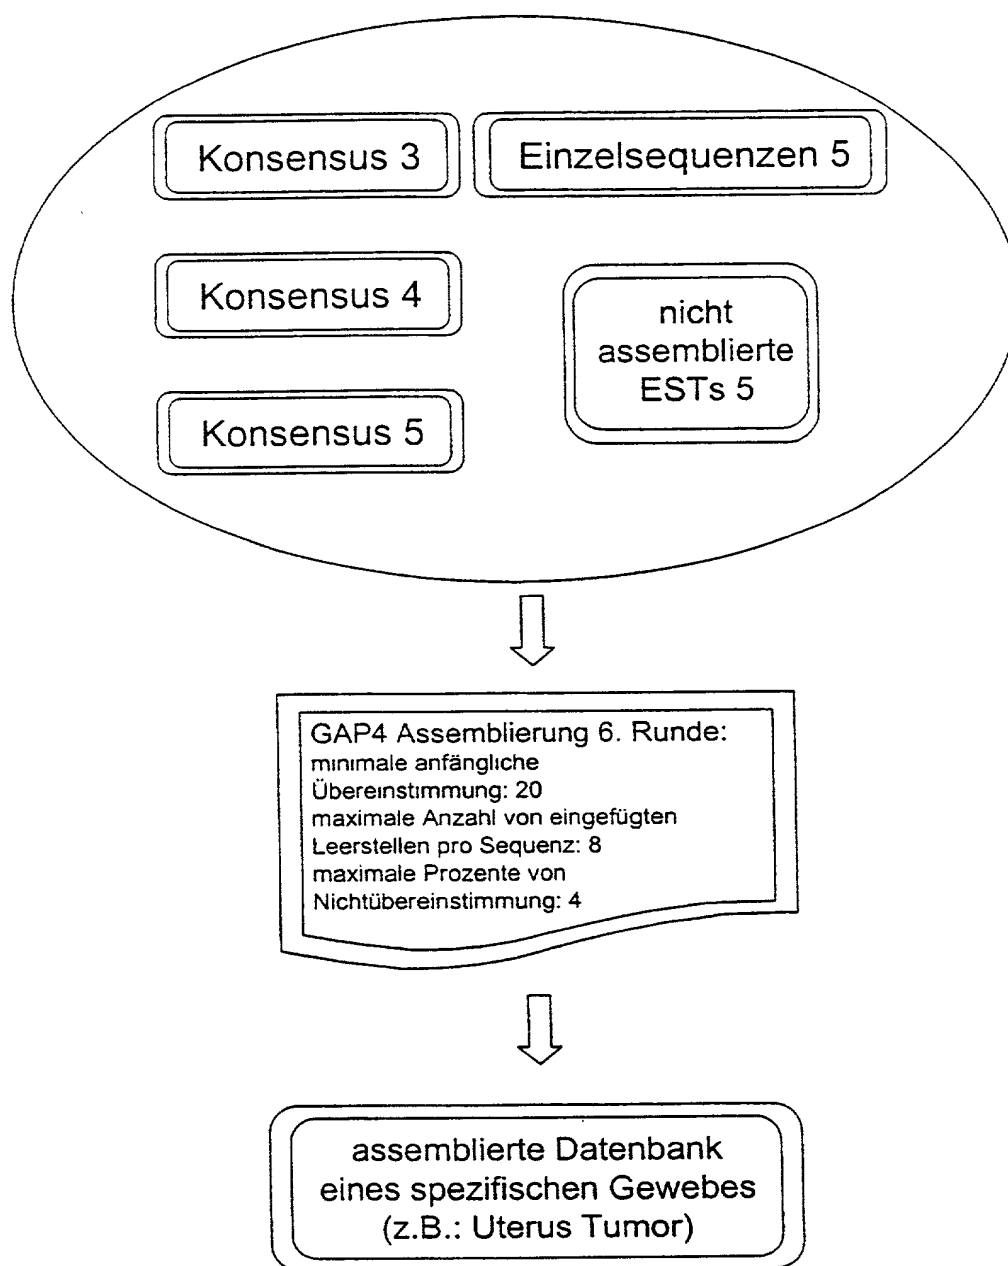 Konsensus 3
Einzelsequenzen 5
Konsensus 4
nicht
assemblierte
ESTs 5
Konsensus 5
GAP4 Assemblierung 6. Runde:
minimale anfängliche
Übereinstimmung: 20
maximale Anzahl von eingefügten
Leerstellen pro Sequenz: 8
maximale Prozente von
Nichtübereinstimmung: 4
assemblierte Datenbank
eines spezifischen Gewebes
(z.B.: Uterus Tumor)